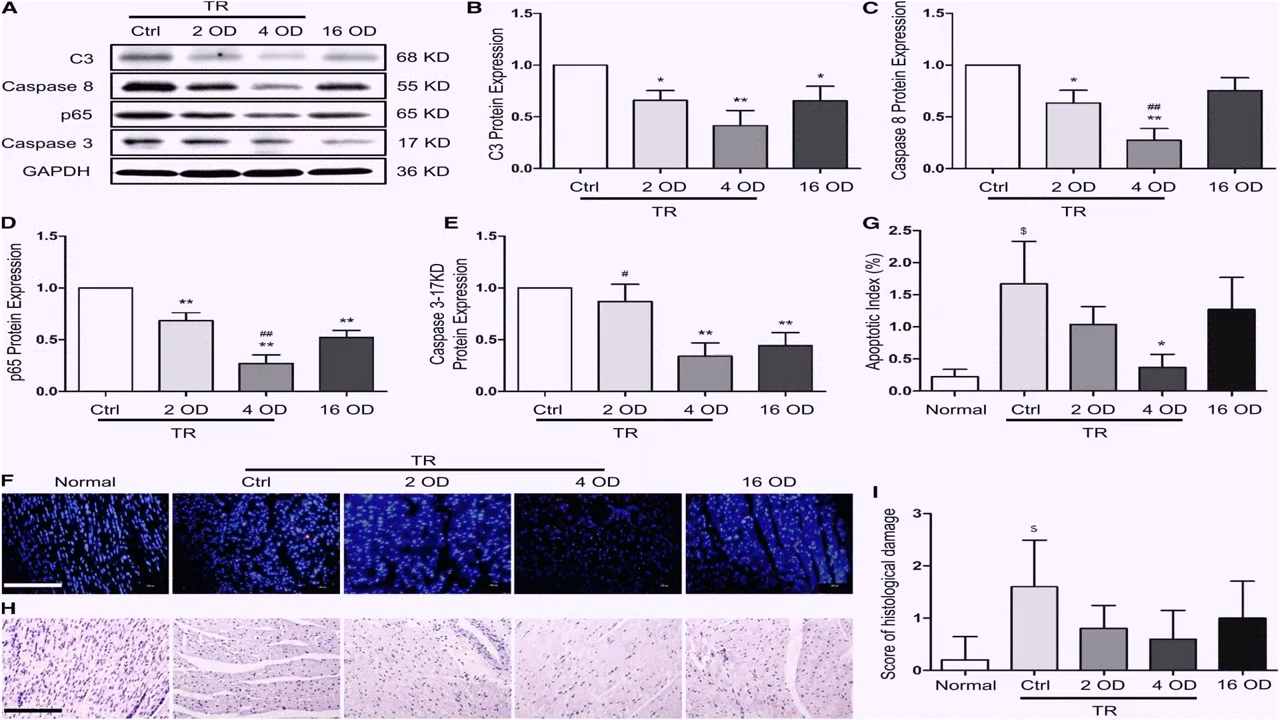 A
TR
Ctrl 2 OD 4 OD 16 OD
C3 68 KD
Caspase 8 55 KD
p65 65 KD
Caspase 3 17 KD
GAPDH 36 KD
B
C3 Protein Expression
1.5
1.0
0.5
0.0
* ** *
Ctrl 2 OD 4 OD 16 OD
TR
C
Caspase 8 Protein Expression
1.5
1.0
0.5
0.0
*
##
**
Ctrl 2 OD 4 OD 16 OD
TR
D
p65 Protein Expression
1.5
1.0
0.5
0.0
**
##
**
**
Ctrl 2 OD 4 OD 16 OD
TR
E
Caspase 3-17KD
Protein Expression
1.5
1.0
0.5
0.0
# ** **
Ctrl 2 OD 4 OD 16 OD
TR
G
Apoptotic Index (%)
2.5
2.0
1.5
1.0
0.5
0.0
$ *
Normal Ctrl 2 OD 4 OD 16 OD
TR
F
TR
Normal Ctrl 2 OD 4 OD 16 OD
H
I
Score of histological damage
3
2
1
0
$
Normal Ctrl 2 OD 4 OD 16 OD
TR